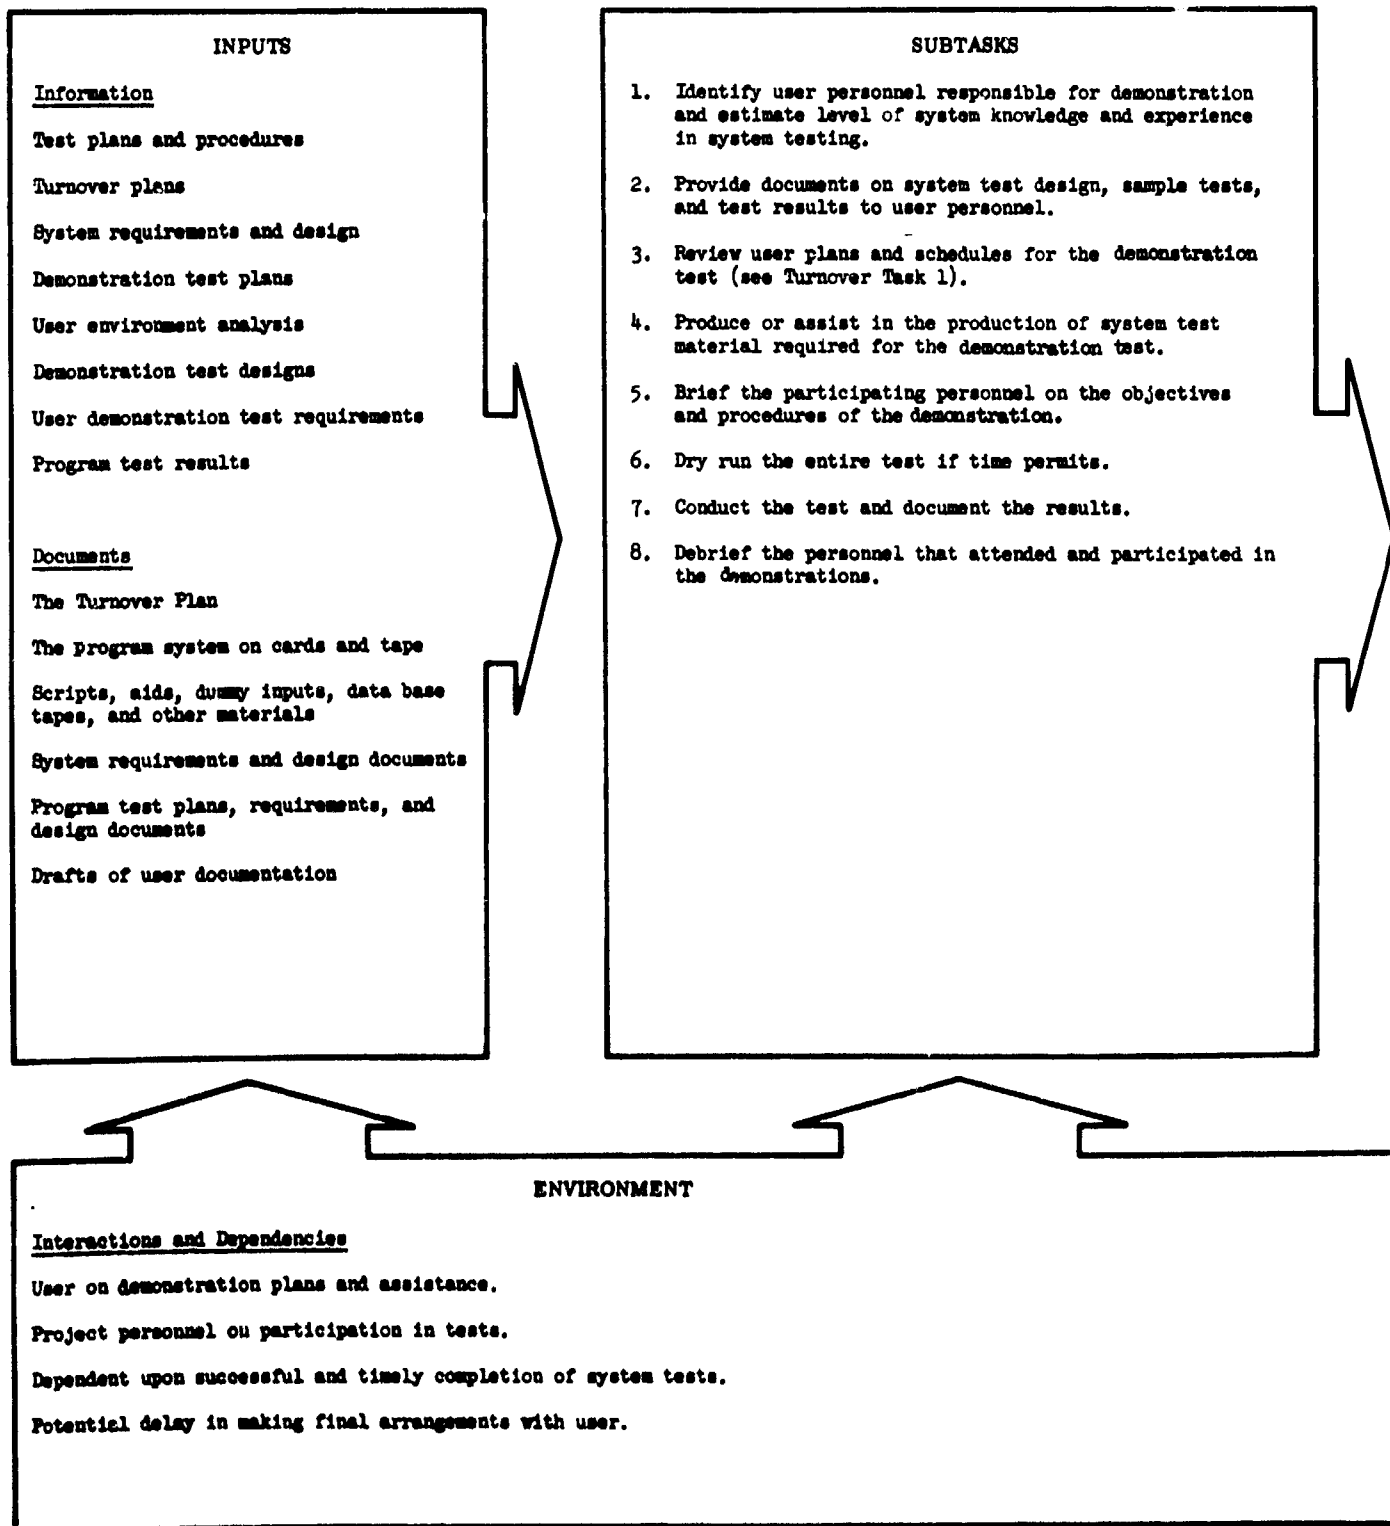 INPUTS
Information
Test plans and procedures
Turnover plans
System requirements and design
Demonstration test plans
User environment analysis
Demonstration test designs
User demonstration test requirements
Program test results
Documents
The Turnover Plan
The program system on cards and tape
Scripts, aids, dummy inputs, data base
tapes, and other materials
System requirements and design documents
Program test plans, requirements, and
design documents
Drafts of user documentation
SUBTASKS
1. Identify user personnel responsible for demonstration
and estimate level of system knowledge and experience
in system testing.
2. Provide documents on system test design, sample tests,
and test results to user personnel.
3. Review user plans and schedules for the demonstration
test (see Turnover Task 1).
4. Produce or assist in the production of system test
material required for the demonstration test.
5. Brief the participating personnel on the objectives
and procedures of the demonstration.
6. Dry run the entire test if time permits.
7. Conduct the test and document the results.
8. Debrief the personnel that attended and participated in
the demonstrations.
ENVIRONMENT
Interactions and Dependencies
User on demonstration plans and assistance.
Project personnel ou participation in tests.
Dependent upon successful and timely completion of system tests.
Potential delay in making final arrangements with user.